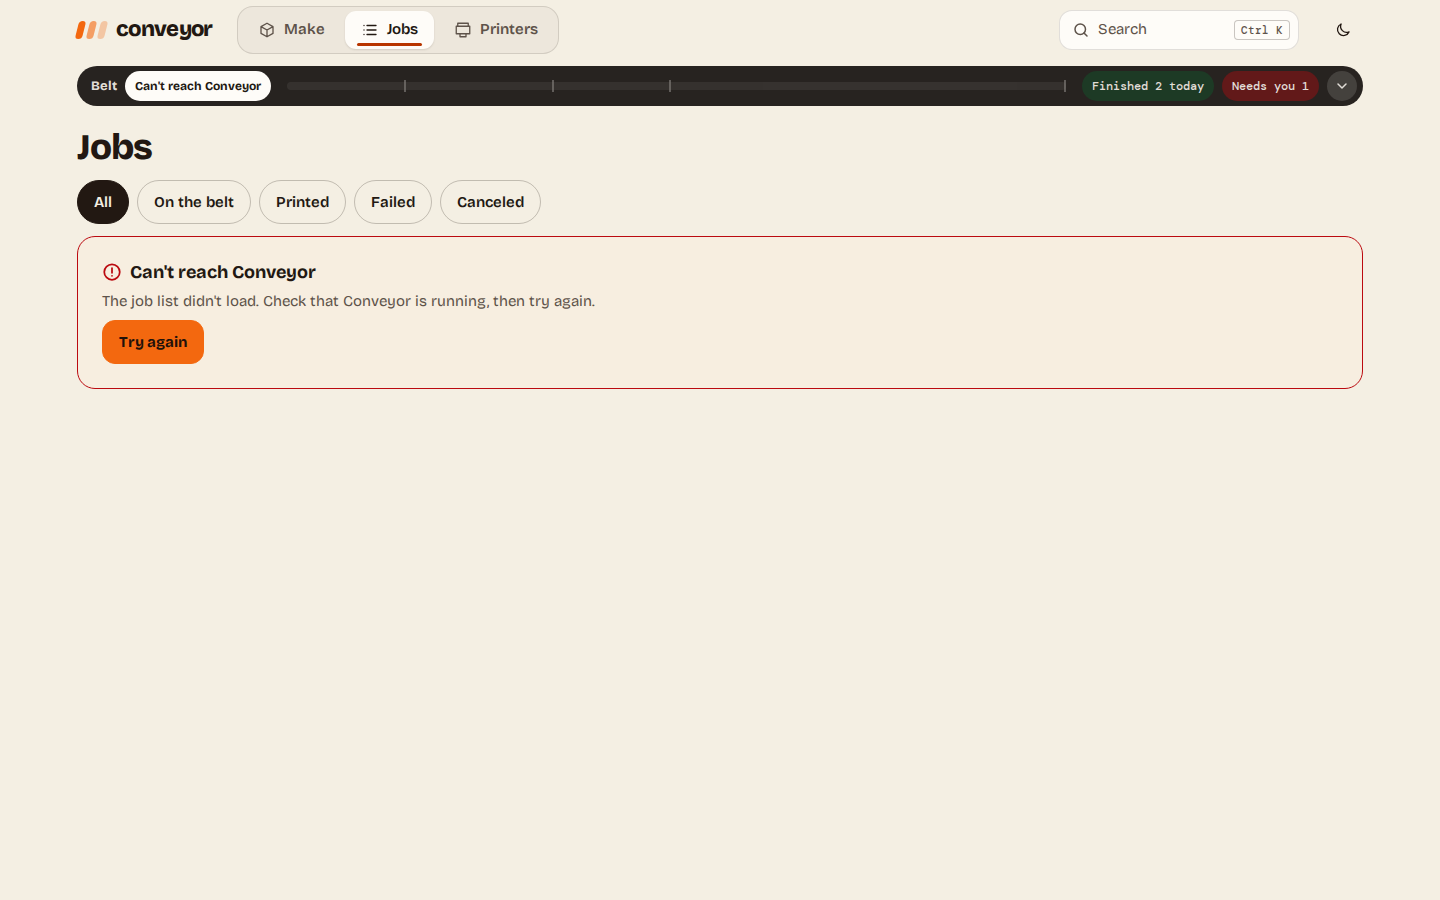 conveyor
Make
Jobs
Printers
Search
Ctrl K
Belt
Can't reach Conveyor
Finished 2 today
Needs you 1
Jobs
All
On the belt
Printed
Failed
Canceled
Can't reach Conveyor
The job list didn't load. Check that Conveyor is running, then try again.
Try again